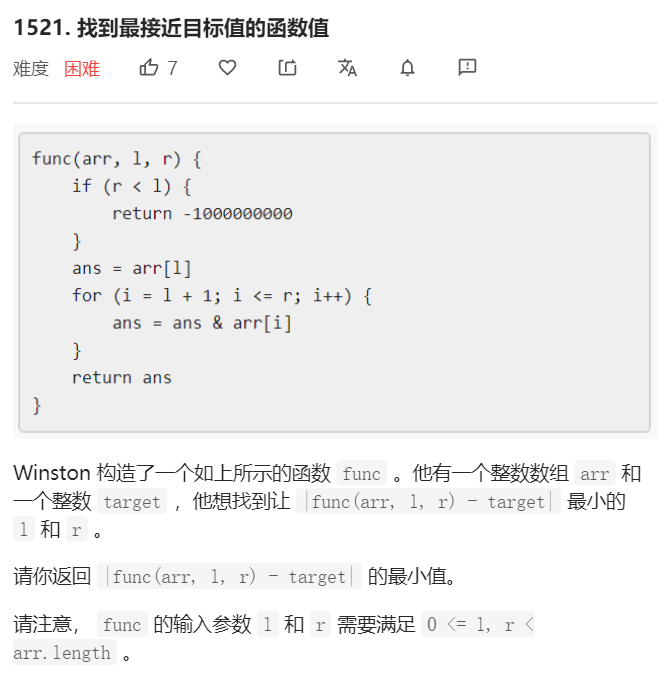 1521. 找到最接近目标值的函数值
难度 困难 7
func(arr, l, r) {
    if (r < l) {
        return -1000000000
    }
    ans = arr[l]
    for (i = l + 1; i <= r; i++) {
        ans = ans & arr[i]
    }
    return ans
}
Winston 构造了一个如上所示的函数 func 。他有一个整数数组 arr 和
一个整数 target ，他想找到让 |func(arr, l, r) - target| 最小的
l 和 r 。
请你返回 |func(arr, l, r) - target| 的最小值。
请注意， func 的输入参数 l 和 r 需要满足 0 <= l, r <
arr.length 。